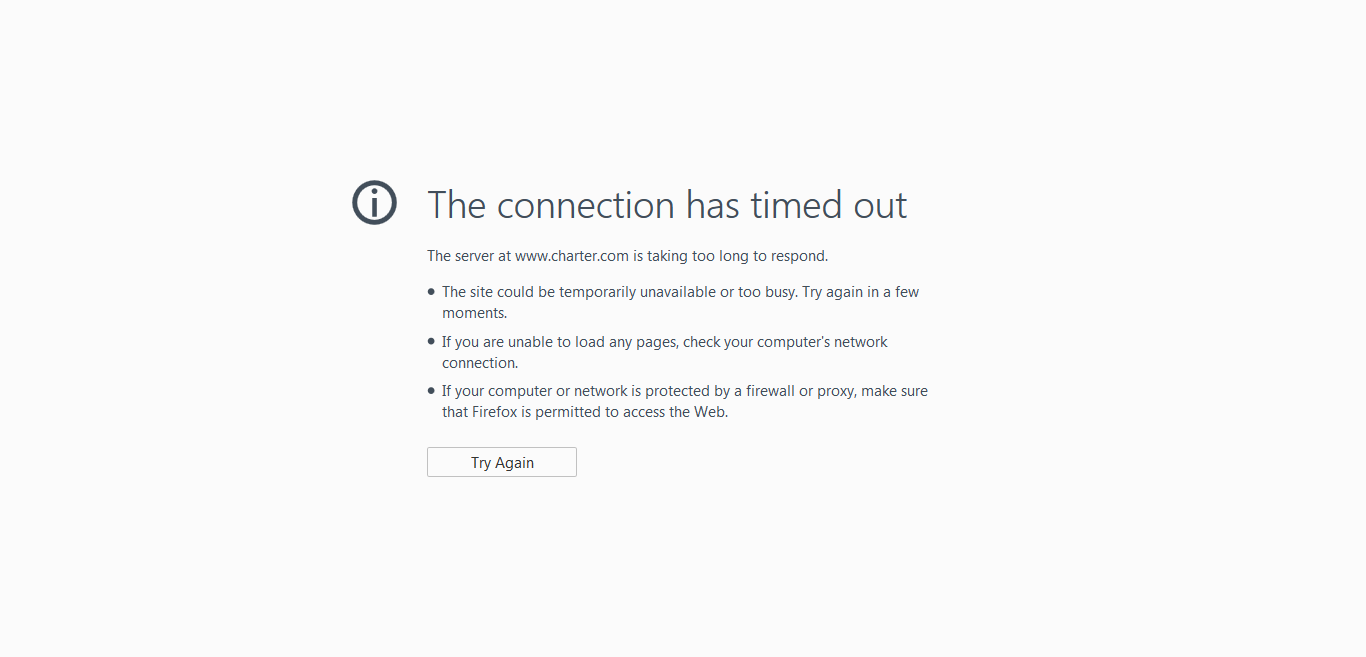 The connection has timed out
The server at www.charter.com is taking too long to respond.
• The site could be temporarily unavailable or too busy. Try again in a few
moments.
• If you are unable to load any pages, check your computer's network
connection.
• If your computer or network is protected by a firewall or proxy, make sure
that Firefox is permitted to access the Web.
Try Again